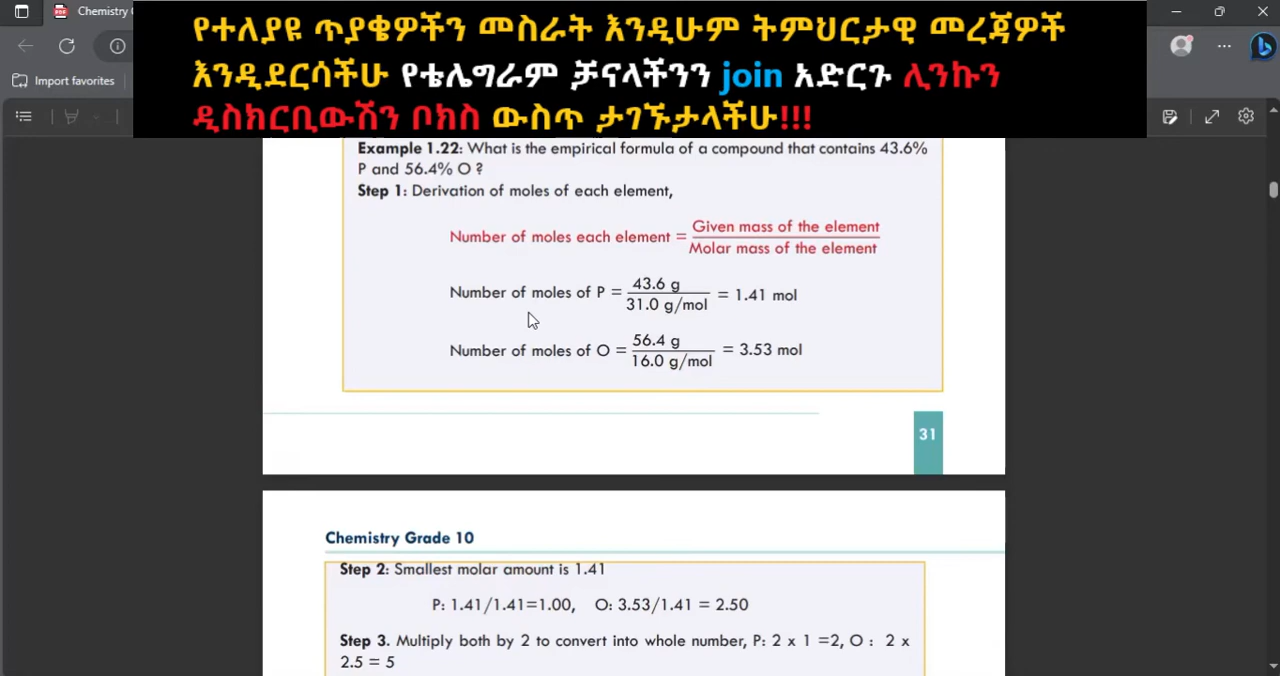 Chemistry
Import favorites
የተለያዩ ጥያቄዎችን መስራት እንዲሁም ትምህርታዊ መረጃዎች
እንዲደርሳችሁ የቴሌግራም ቻናላችንን join አድርጉ ሊንኩን
ዲስክርቢውሽን ቦክስ ውስጥ ታገኙታላችሁ!!!
Example 1.22: What is the empirical formula of a compound that contains 43.6%
P and 56.4% O ?
Step 1: Derivation of moles of each element,
Number of moles each element = Given mass of the element / Molar mass of the element
Number of moles of P = 43.6 g / 31.0 g/mol = 1.41 mol
Number of moles of O = 56.4 g / 16.0 g/mol = 3.53 mol
31
Chemistry Grade 10
Step 2: Smallest molar amount is 1.41
P: 1.41/1.41=1.00, O: 3.53/1.41 = 2.50
Step 3. Multiply both by 2 to convert into whole number, P: 2 x 1 =2, O : 2 x
2.5 = 5